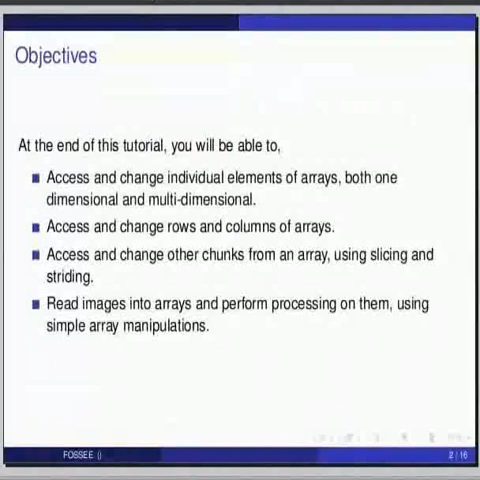 Objectives
At the end of this tutorial, you will be able to,
Access and change individual elements of arrays, both one
dimensional and multi-dimensional.
Access and change rows and columns of arrays.
Access and change other chunks from an array, using slicing and
striding.
Read images into arrays and perform processing on them, using
simple array manipulations.
FOSSEE ()
2 / 16